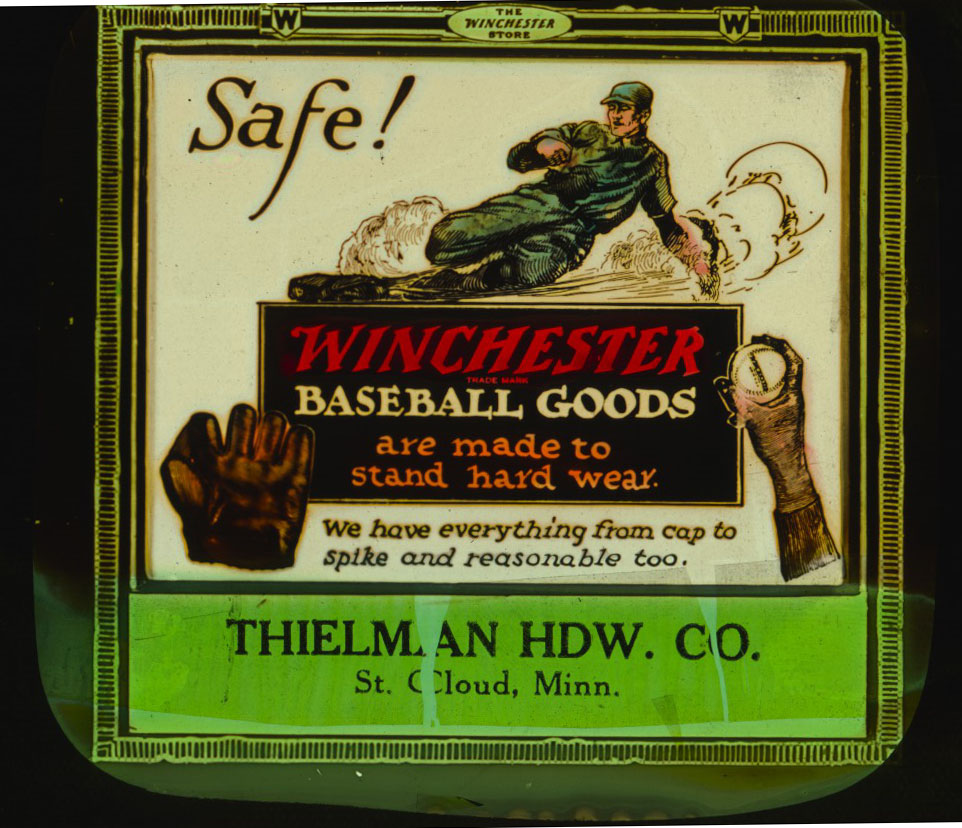 W
THE
WINCHESTER
STORE
W
Safe!
WINCHESTER
TRADE MARK
BASEBALL GOODS
are made to
stand hard wear.
We have everything from cap to
spike and reasonable too.
THIELMAN HDW. CO.
St. Cloud, Minn.